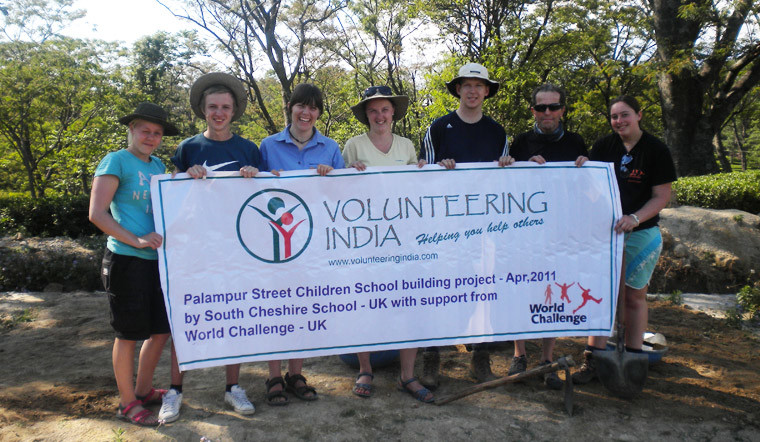 VOLUNTEERING
INDIA Helping you help others
www.volunteeringindia.com
Palampur Street Children School building project - Apr,2011
by South Cheshire School - UK with support from
World Challenge - UK
World
Challenge